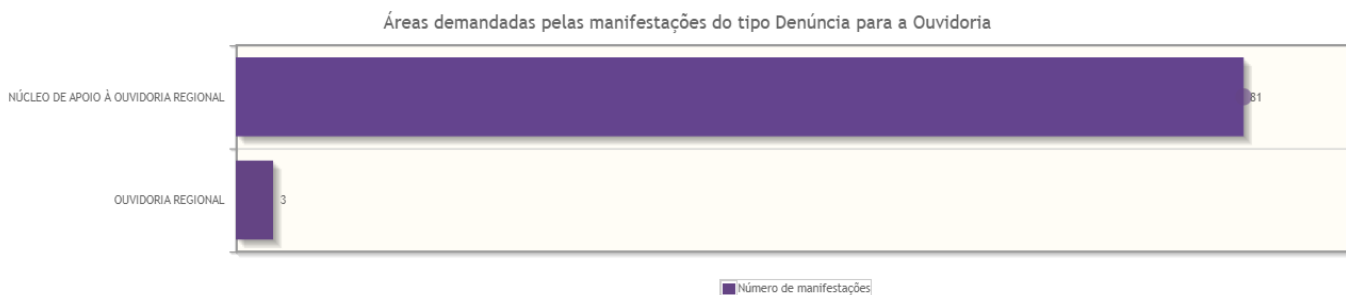 Áreas demandadas pelas manifestações do tipo Denúncia para a Ouvidoria
NÚCLEO DE APOIO À OUVIDORIA REGIONAL
81
OUVIDORIA REGIONAL
3
Número de manifestações